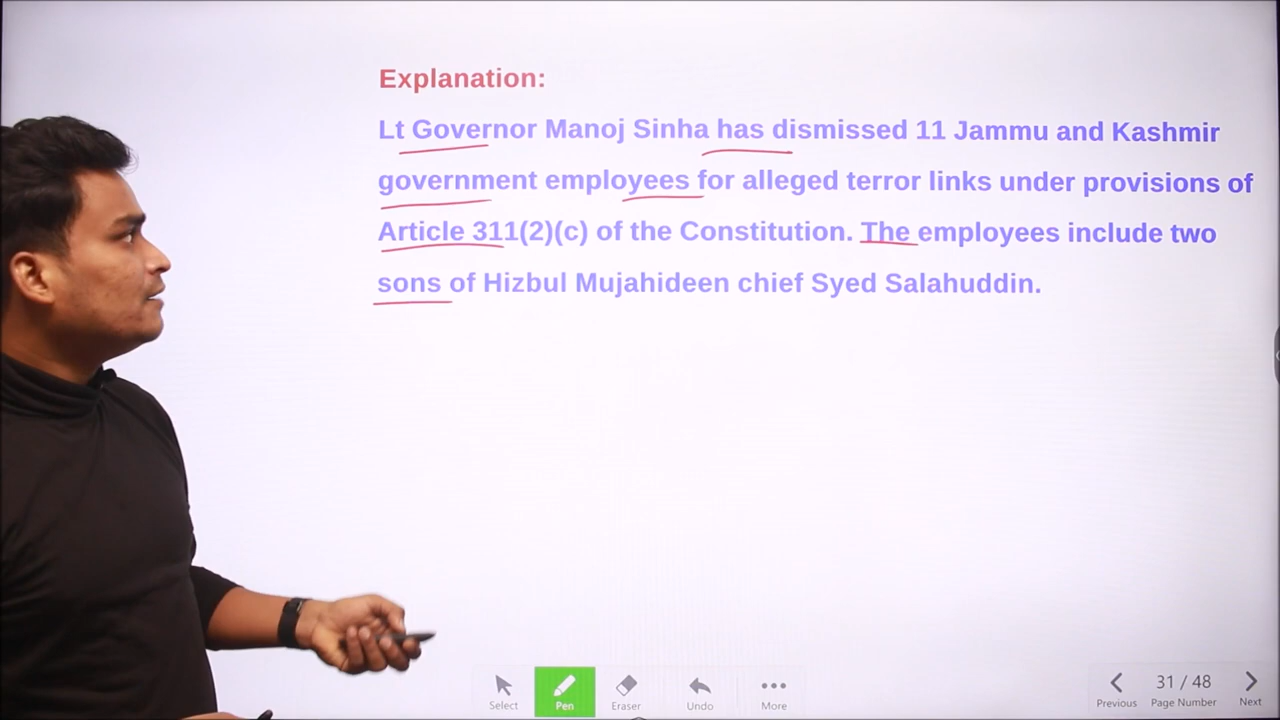 Explanation:
Lt Governor Manoj Sinha has dismissed 11 Jammu and Kashmir
government employees for alleged terror links under provisions of
Article 311(2)(c) of the Constitution. The employees include two
sons of Hizbul Mujahideen chief Syed Salahuddin.
Select
Pen
Eraser
Undo
More
Previous
31 / 48
Page Number
Next